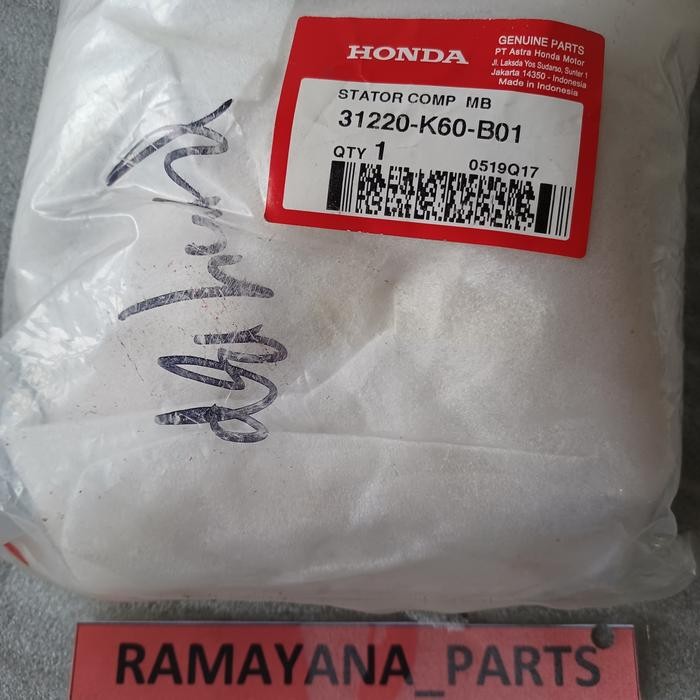 HONDA
GENUINE PARTS
PT Astra Honda Motor
Jl. Laksda Yos Sudarso, Sunter 1
Jakarta 14350 - Indonesia
Made in Indonesia
STATOR COMP MB
31220-K60-B01
QTY 1
0519Q17
RAMAYANA_PARTS